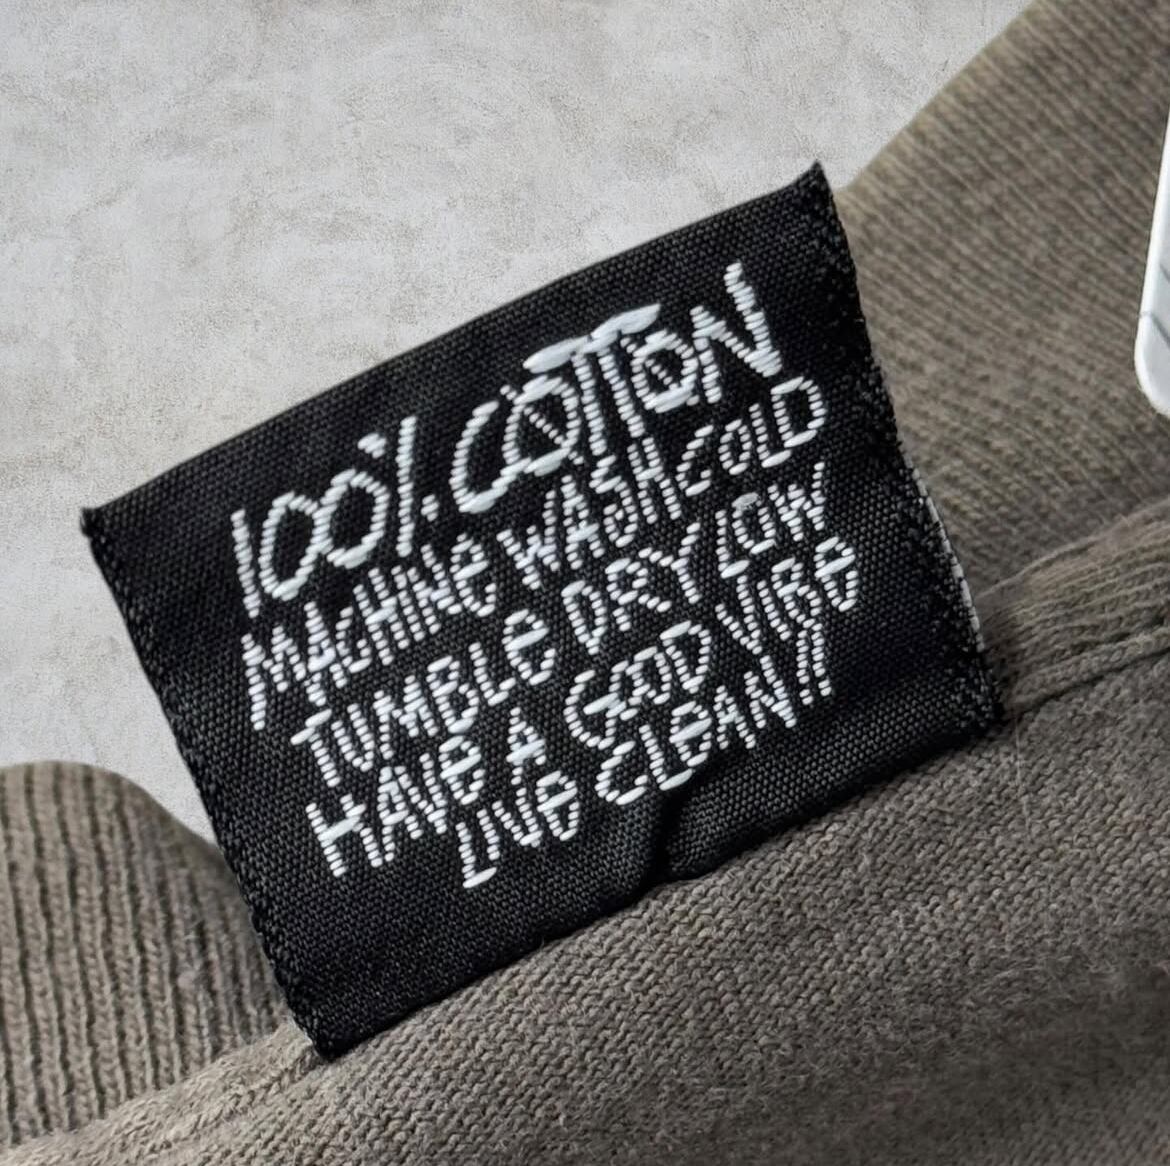 100% COTTON
MACHINE WASH COLD
TUMBLE DRY LOW
HAVE A GOOD VIBE
LIVE CLEAN!!